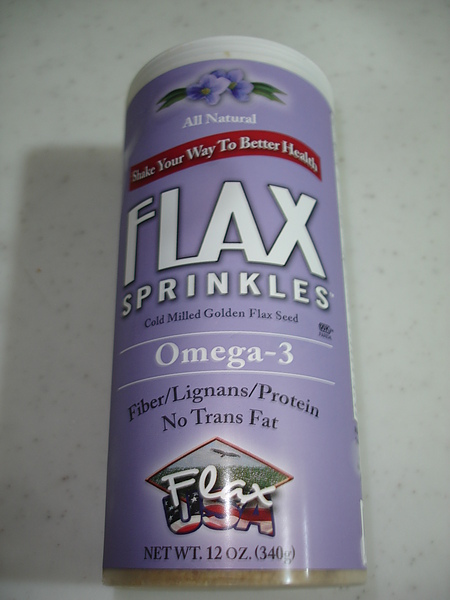 All Natural
Shake Your Way To Better Health
FLAX
SPRINKLES™
Cold Milled Golden Flax Seed
Omega-3
Fiber/Lignans/Protein
No Trans Fat
Flax
USA
NET WT. 12 OZ. (340g)